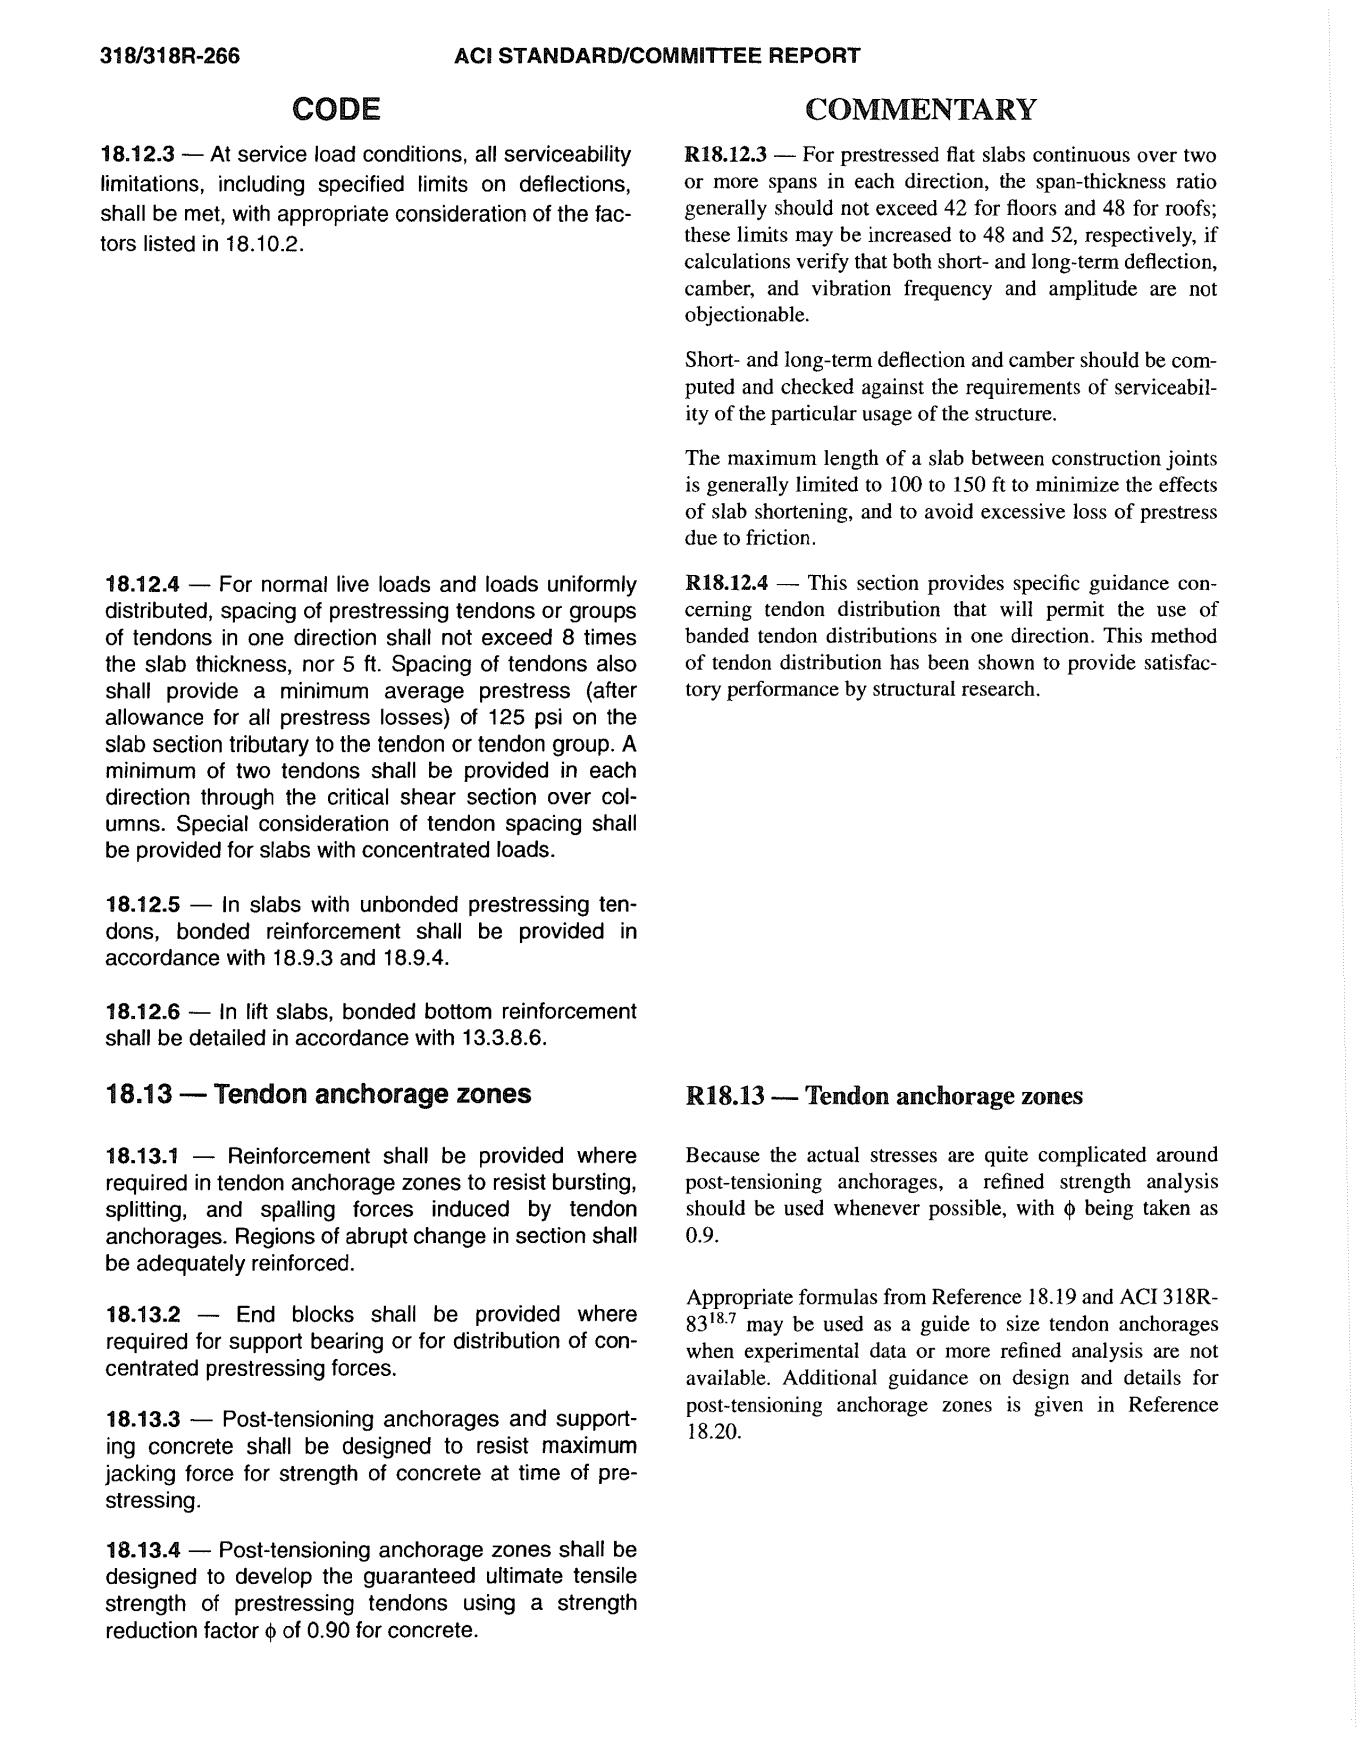 318/318R-266
ACI STANDARD/COMMITTEE REPORT
CODE
18.12.3 — At service load conditions, all serviceability
limitations, including specified limits on deflections,
shall be met, with appropriate consideration of the fac-
tors listed in 18.10.2.
18.12.4 — For normal live loads and loads uniformly
distributed, spacing of prestressing tendons or groups
of tendons in one direction shall not exceed 8 times
the slab thickness, nor 5 ft. Spacing of tendons also
shall provide a minimum average prestress (after
allowance for all prestress losses) of 125 psi on the
slab section tributary to the tendon or tendon group. A
minimum of two tendons shall be provided in each
direction through the critical shear section over col-
umns. Special consideration of tendon spacing shall
be provided for slabs with concentrated loads.
18.12.5 — In slabs with unbonded prestressing ten-
dons, bonded reinforcement shall be provided in
accordance with 18.9.3 and 18.9.4.
18.12.6 — In lift slabs, bonded bottom reinforcement
shall be detailed in accordance with 13.3.8.6.
18.13 — Tendon anchorage zones
18.13.1 — Reinforcement shall be provided where
required in tendon anchorage zones to resist bursting,
splitting, and spalling forces induced by tendon
anchorages. Regions of abrupt change in section shall
be adequately reinforced.
18.13.2 — End blocks shall be provided where
required for support bearing or for distribution of con-
centrated prestressing forces.
18.13.3 — Post-tensioning anchorages and support-
ing concrete shall be designed to resist maximum
jacking force for strength of concrete at time of pre-
stressing.
18.13.4 — Post-tensioning anchorage zones shall be
designed to develop the guaranteed ultimate tensile
strength of prestressing tendons using a strength
reduction factor ϕ of 0.90 for concrete.
COMMENTARY
R18.12.3 — For prestressed flat slabs continuous over two
or more spans in each direction, the span-thickness ratio
generally should not exceed 42 for floors and 48 for roofs;
these limits may be increased to 48 and 52, respectively, if
calculations verify that both short- and long-term deflection,
camber, and vibration frequency and amplitude are not
objectionable.
Short- and long-term deflection and camber should be com-
puted and checked against the requirements of serviceabil-
ity of the particular usage of the structure.
The maximum length of a slab between construction joints
is generally limited to 100 to 150 ft to minimize the effects
of slab shortening, and to avoid excessive loss of prestress
due to friction.
R18.12.4 — This section provides specific guidance con-
cerning tendon distribution that will permit the use of
banded tendon distributions in one direction. This method
of tendon distribution has been shown to provide satisfac-
tory performance by structural research.
R18.13 — Tendon anchorage zones
Because the actual stresses are quite complicated around
post-tensioning anchorages, a refined strength analysis
should be used whenever possible, with ϕ being taken as
0.9.
Appropriate formulas from Reference 18.19 and ACI 318R-
83^18.7 may be used as a guide to size tendon anchorages
when experimental data or more refined analysis are not
available. Additional guidance on design and details for
post-tensioning anchorage zones is given in Reference
18.20.